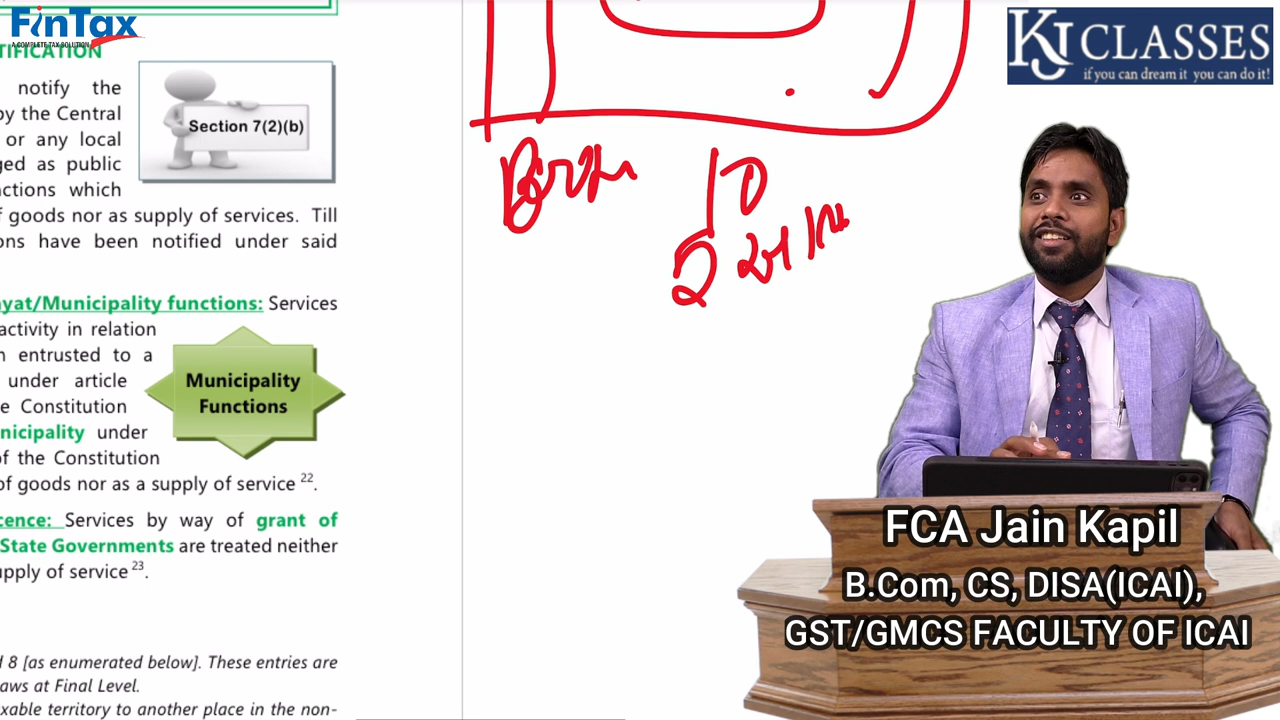 FinTax
A COMPLETE TAX SOLUTION
TIFICATION
notify the
by the Central
or any local
ged as public
actions which
f goods nor as supply of services. Till
ons have been notified under said
Section 7(2)(b)
ayat/Municipality functions: Services
activity in relation
n entrusted to a
under article
e Constitution
nicipality under
of the Constitution
of goods nor as a supply of service 22.
Municipality
Functions
cence: Services by way of grant of
State Governments are treated neither
upply of service 23.
d 8 [as enumerated below]. These entries are
aws at Final Level.
xable territory to another place in the non-
10
KJ CLASSES
if you can dream it you can do it!
FCA Jain Kapil
B.Com, CS, DISA(ICAI),
GST/GMCS FACULTY OF ICAI